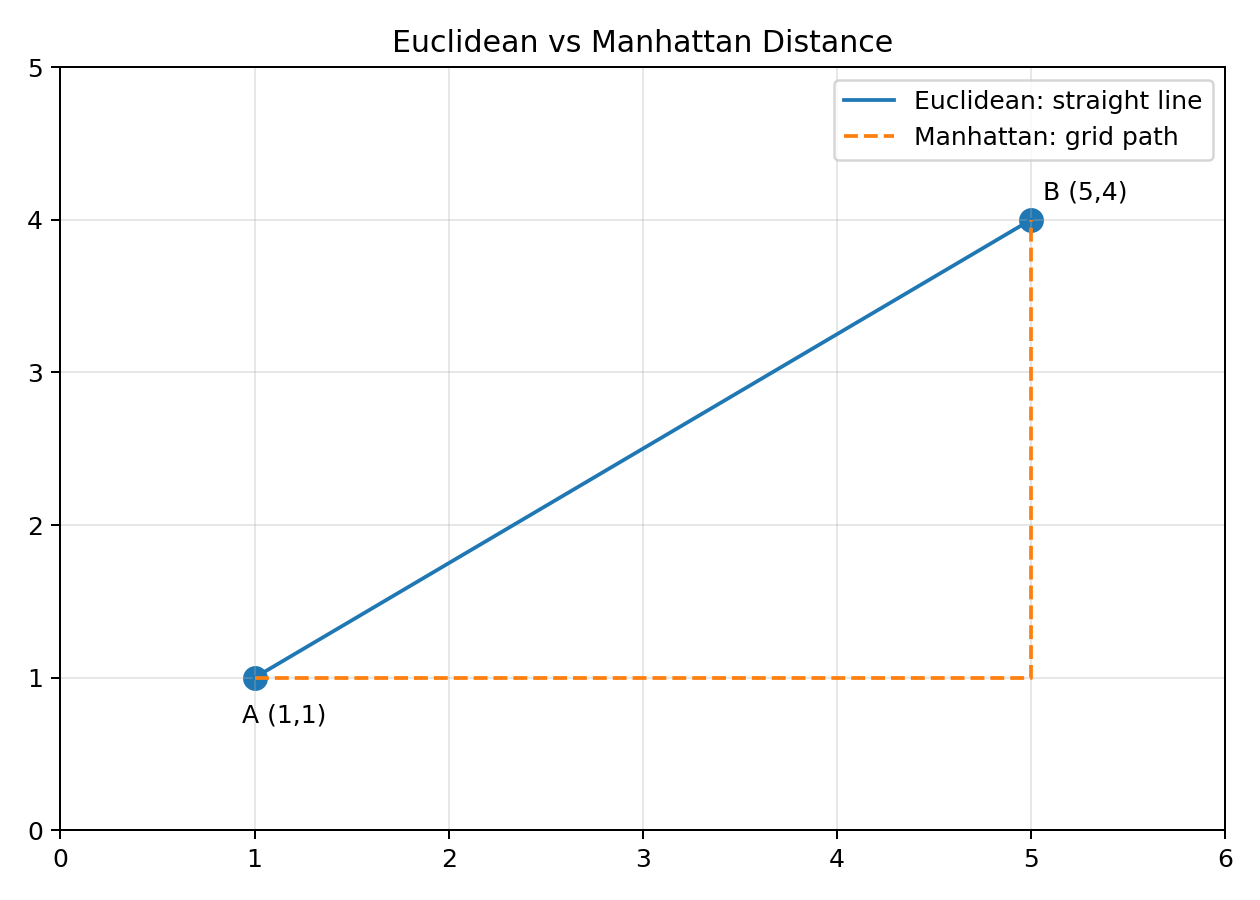 Euclidean vs Manhattan Distance
5
Euclidean: straight line
Manhattan: grid path
B (5,4)
4
3
2
1
A (1,1)
0
0 1 2 3 4 5 6